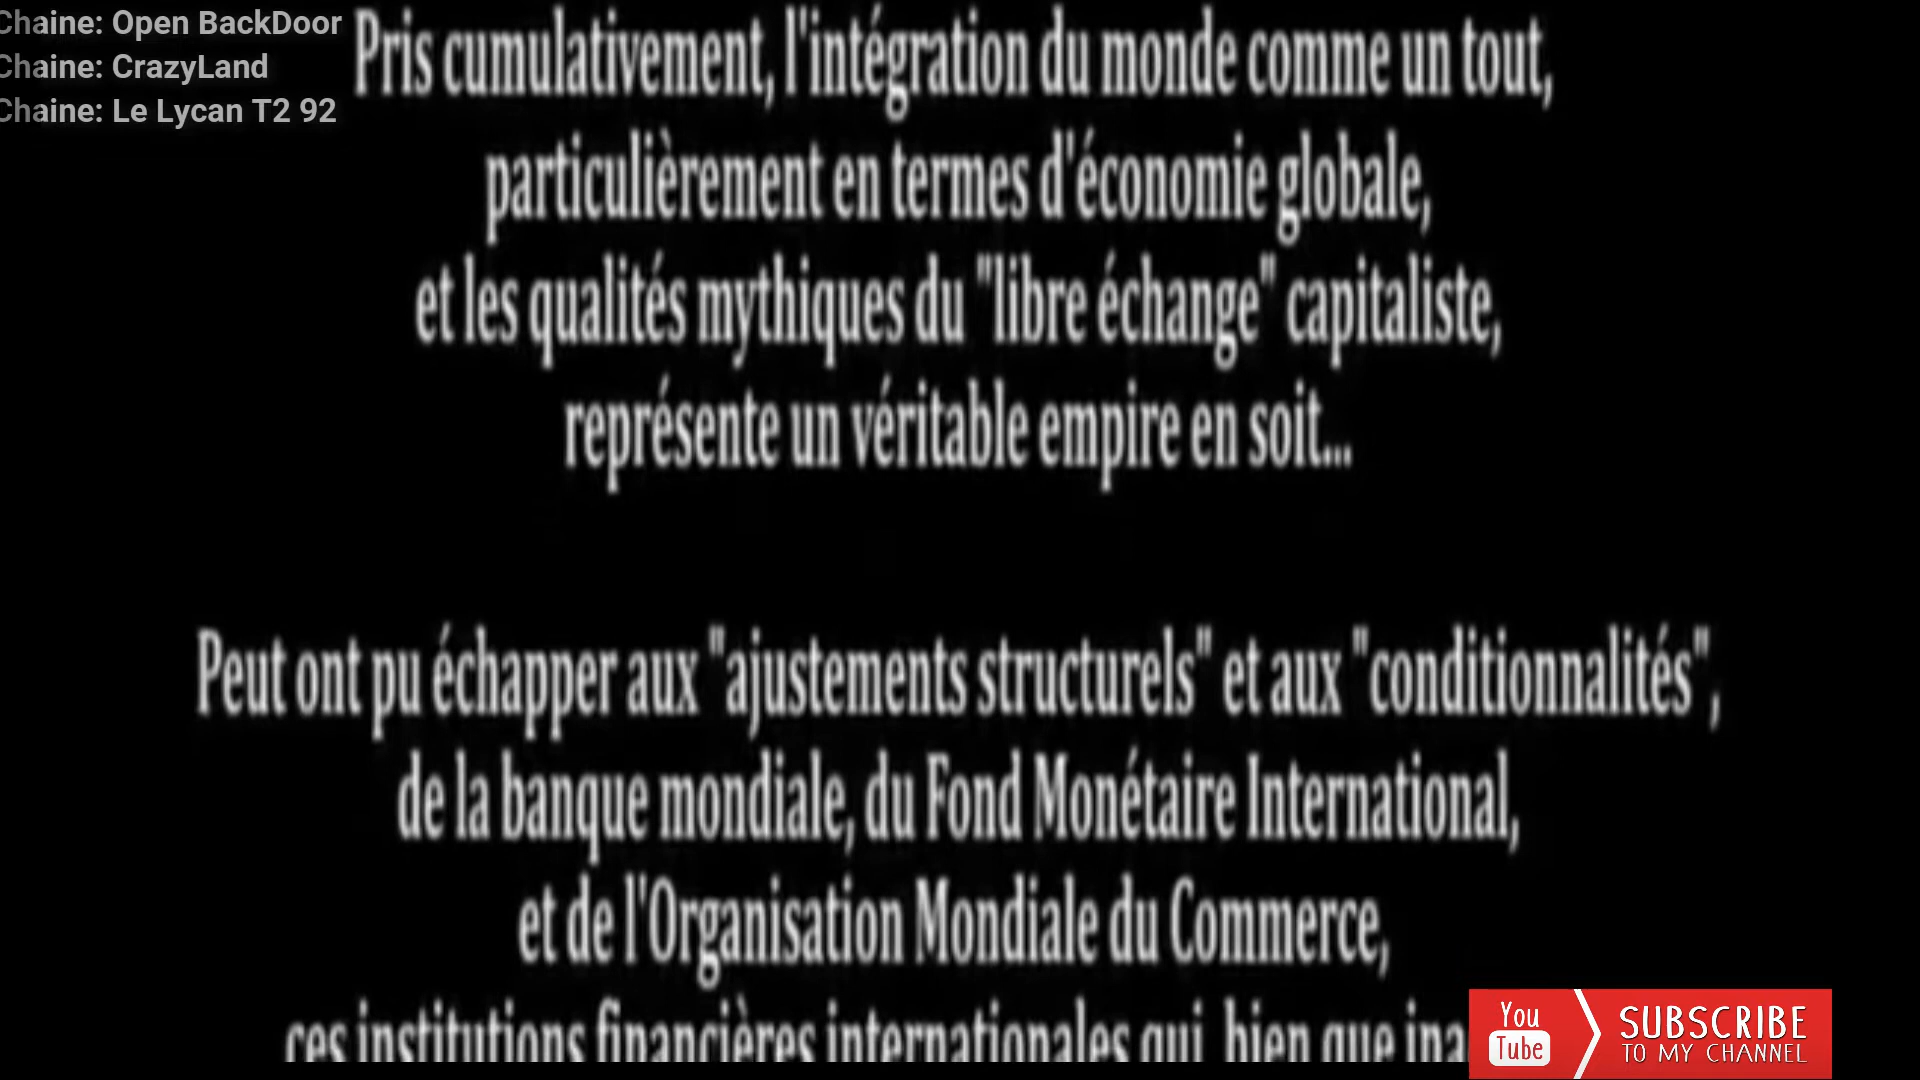 Chaine: Open BackDoor
Chaine: CrazyLand
Chaine: Le Lycan T2 92
Pris cumulativement, l'intégration du monde comme un tout,
particulièrement en termes d'économie globale,
et les qualités mythiques du "libre échange" capitaliste,
représente un véritable empire en soit...
Peut ont pu échapper aux "ajustements structurels" et aux "conditionnalités",
de la banque mondiale, du Fond Monétaire International,
et de l'Organisation Mondiale du Commerce,
ces institutions financières internationales qui, bien que
You
Tube
SUBSCRIBE
TO MY CHANNEL